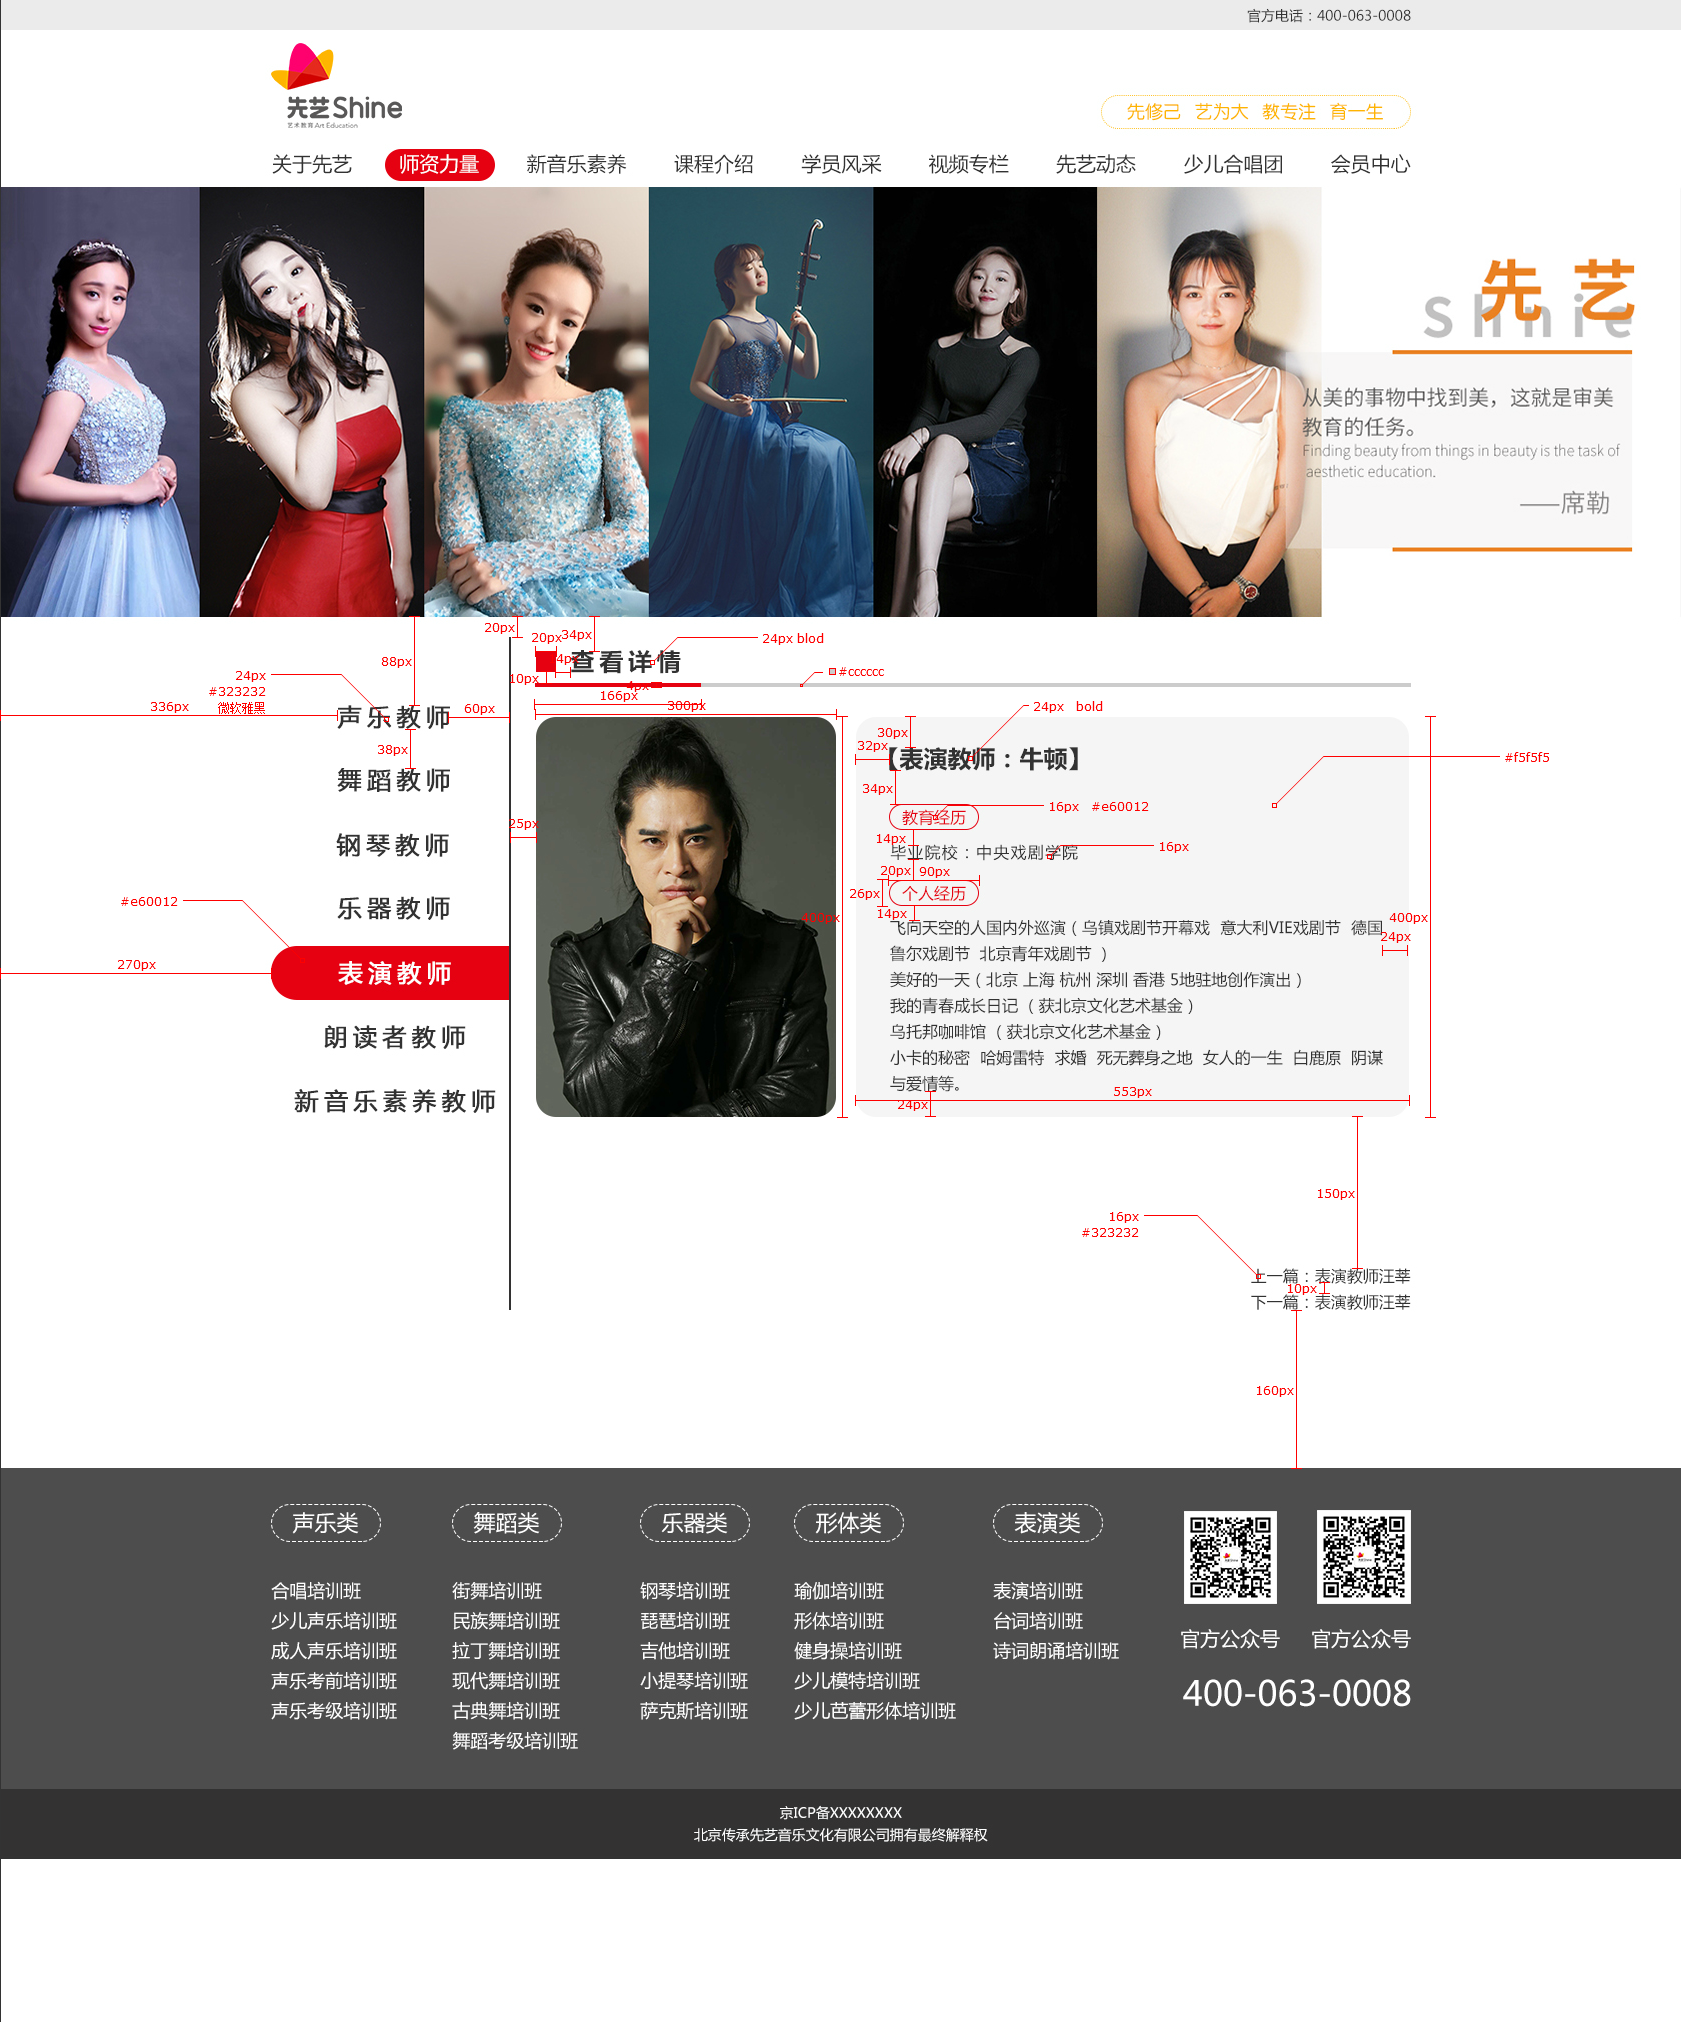 官方电话：400-063-0008
先艺Shine
艺术教育 Art Education
先修己 艺为大 教专注 育一生
关于先艺 师资力量 新音乐素养 课程介绍 学员风采 视频专栏 先艺动态 少儿合唱团 会员中心
先 艺
shnie
从美的事物中找到美，这就是审美
教育的任务。
Finding beauty from things in beauty is the task of
aesthetic education.
——席勒
20px
88px
20px
34px
24px blod
4px
查看详情
10px
4px
#cccccc
24px
#323232
微软雅黑
336px
60px
38px
166px
300px
声乐教师
舞蹈教师
钢琴教师
乐器教师
表演教师
朗读者教师
新音乐素养教师
#e60012
270px
25px
24px bold
30px
32px
【表演教师：牛顿】
#f5f5f5
34px
教育经历
16px #e60012
14px
毕业院校：中央戏剧学院
16px
20px
90px
26px
个人经历
14px
400px
400px
24px
飞向天空的人国内外巡演（乌镇戏剧节开幕戏 意大利VIE戏剧节 德国
鲁尔戏剧节 北京青年戏剧节 ）
美好的一天（北京 上海 杭州 深圳 香港 5地驻地创作演出）
我的青春成长日记 （获北京文化艺术基金）
乌托邦咖啡馆 （获北京文化艺术基金）
小卡的秘密 哈姆雷特 求婚 死无葬身之地 女人的一生 白鹿原 阴谋
与爱情等。
553px
24px
150px
16px
#323232
上一篇：表演教师汪莘
10px
下一篇：表演教师汪莘
160px
声乐类
合唱培训班
少儿声乐培训班
成人声乐培训班
声乐考前培训班
声乐考级培训班
舞蹈类
街舞培训班
民族舞培训班
拉丁舞培训班
现代舞培训班
古典舞培训班
舞蹈考级培训班
乐器类
钢琴培训班
琵琶培训班
吉他培训班
小提琴培训班
萨克斯培训班
形体类
瑜伽培训班
形体培训班
健身操培训班
少儿模特培训班
少儿芭蕾形体培训班
表演类
表演培训班
台词培训班
诗词朗诵培训班
官方公众号 官方公众号
400-063-0008
京ICP备XXXXXXXX
北京传承先艺音乐文化有限公司拥有最终解释权